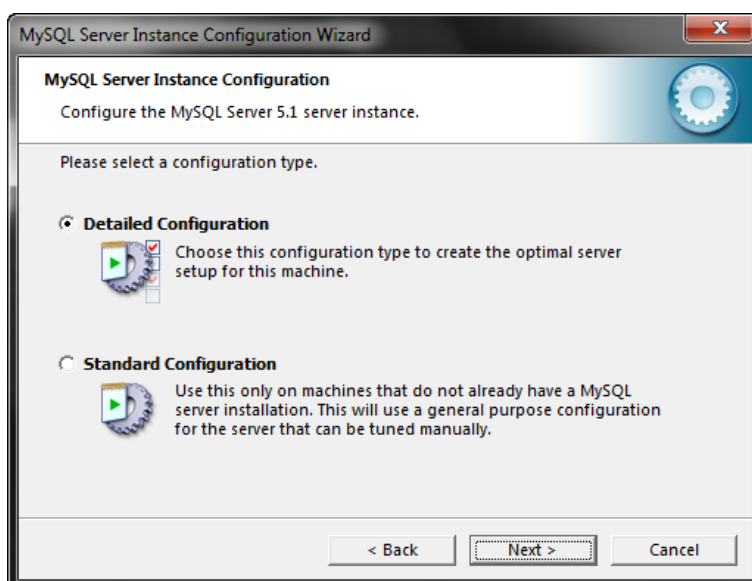 MySQL Server Instance Configuration Wizard
MySQL Server Instance Configuration
Configure the MySQL Server 5.1 server instance.
Please select a configuration type.
Detailed Configuration
Choose this configuration type to create the optimal server
setup for this machine.
Standard Configuration
Use this only on machines that do not already have a MySQL
server installation. This will use a general purpose configuration
for the server that can be tuned manually.
< Back Next > Cancel